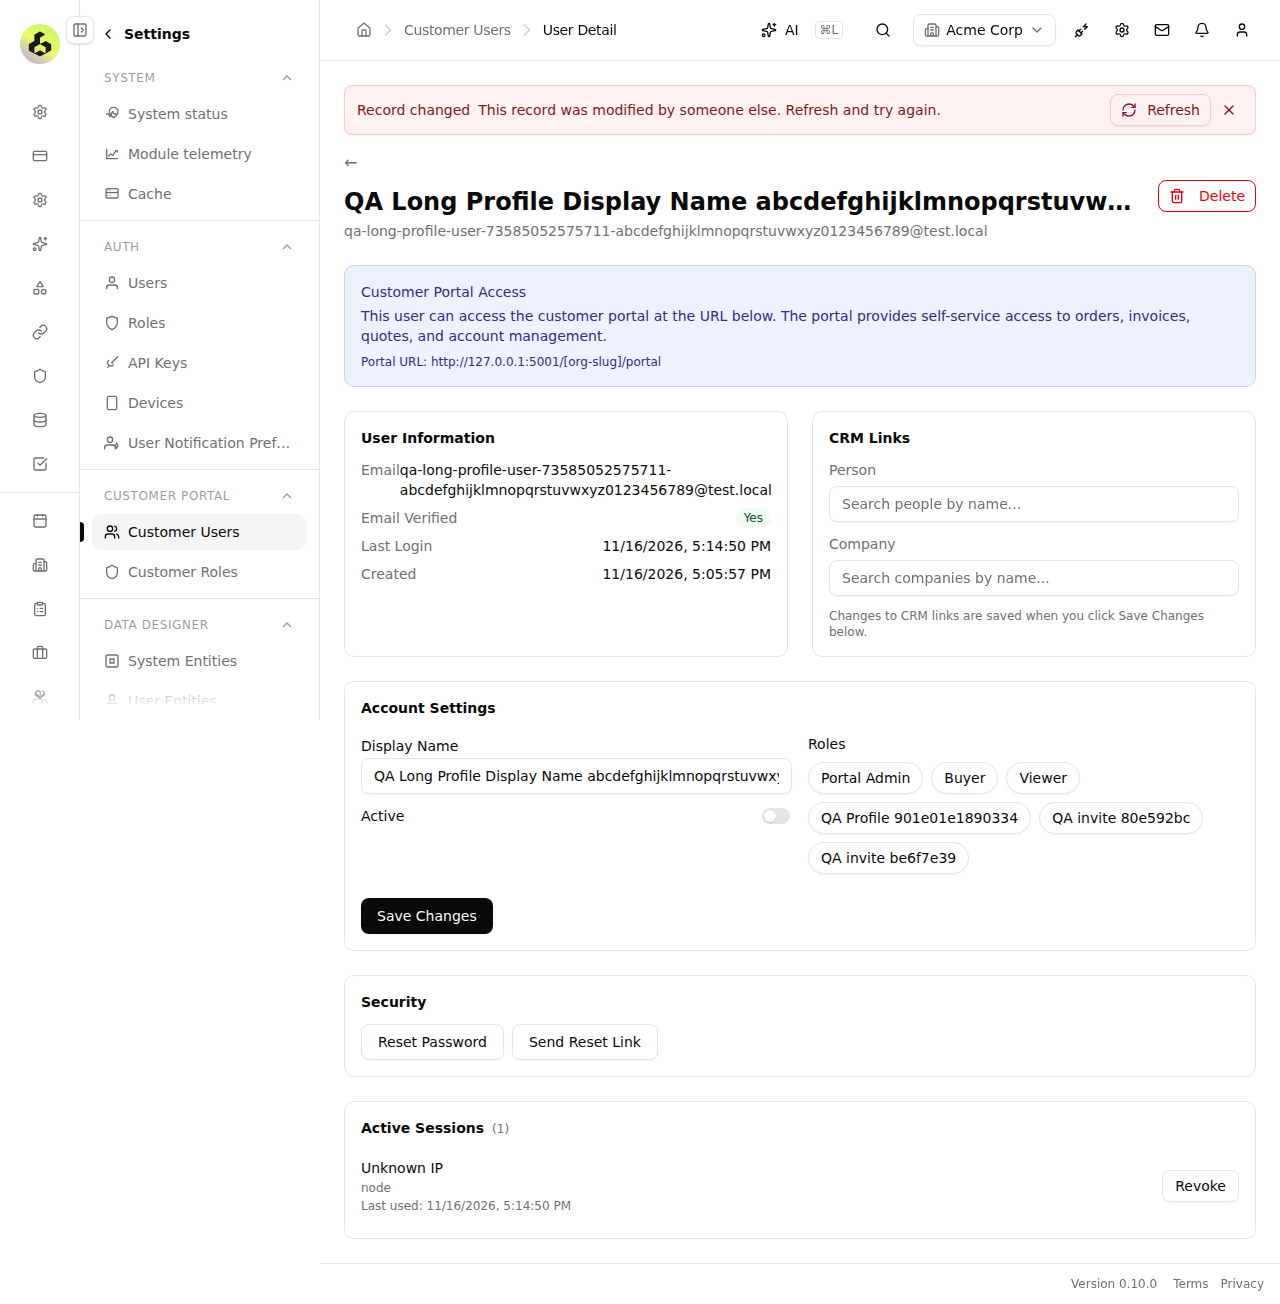 Settings
SYSTEM
System status
Module telemetry
Cache
AUTH
Users
Roles
API Keys
Devices
User Notification Pref...
CUSTOMER PORTAL
Customer Users
Customer Roles
DATA DESIGNER
System Entities
User Entities
Customer Users
User Detail
AI
⌘L
Acme Corp
Record changed This record was modified by someone else. Refresh and try again.
Refresh
←
QA Long Profile Display Name abcdefghijklmnopqrstuvw...
Delete
qa-long-profile-user-73585052575711-abcdefghijklmnopqrstuvwxyz0123456789@test.local
Customer Portal Access
This user can access the customer portal at the URL below. The portal provides self-service access to orders, invoices,
quotes, and account management.
Portal URL: http://127.0.0.1:5001/[org-slug]/portal
User Information
Email qa-long-profile-user-73585052575711-
abcdefghijklmnopqrstuvwxyz0123456789@test.local
Email Verified Yes
Last Login 11/16/2026, 5:14:50 PM
Created 11/16/2026, 5:05:57 PM
CRM Links
Person
Search people by name...
Company
Search companies by name...
Changes to CRM links are saved when you click Save Changes
below.
Account Settings
Display Name
QA Long Profile Display Name abcdefghijklmnopqrstuvwxy
Active
Roles
Portal Admin
Buyer
Viewer
QA Profile 901e01e1890334
QA invite 80e592bc
QA invite be6f7e39
Save Changes
Security
Reset Password
Send Reset Link
Active Sessions (1)
Unknown IP
node
Last used: 11/16/2026, 5:14:50 PM
Revoke
Version 0.10.0
Terms
Privacy